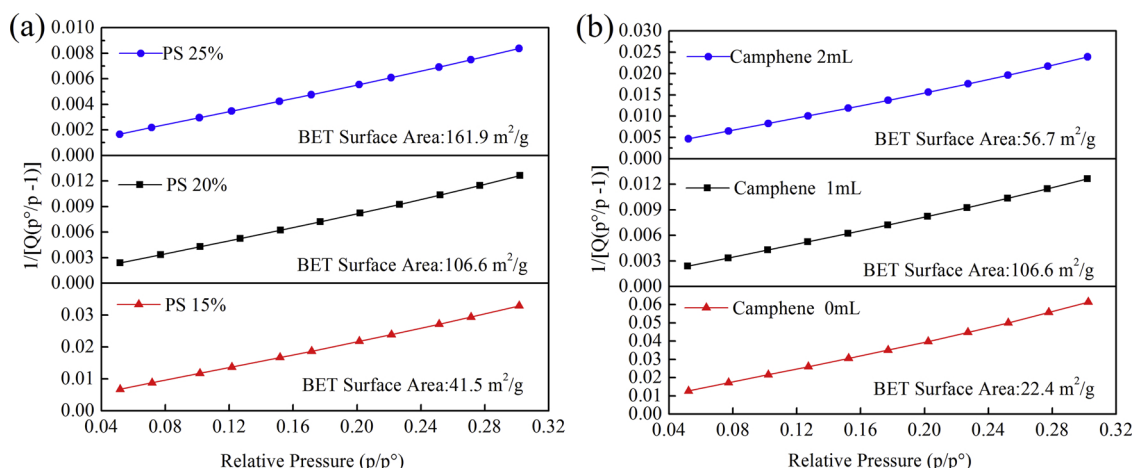 (a)
0.010
0.008
0.006
0.004
0.002
0.000
PS 25%
BET Surface Area:161.9 m²/g
0.012
0.009
0.006
0.003
0.000
PS 20%
BET Surface Area:106.6 m²/g
0.03
0.02
0.01
0.00
PS 15%
BET Surface Area:41.5 m²/g
1/[Q(p°/p -1)]
0.04 0.08 0.12 0.16 0.20 0.24 0.28 0.32
Relative Pressure (p/p°)
(b)
0.030
0.025
0.020
0.010
0.005
0.000
Camphene 2mL
BET Surface Area:56.7 m²/g
0.012
0.009
0.006
0.003
0.000
Camphene 1mL
BET Surface Area:106.6 m²/g
0.06
0.05
0.04
0.03
0.02
0.01
0.00
Camphene 0mL
BET Surface Area:22.4 m²/g
1/[Q(p°/p -1)]
0.04 0.08 0.12 0.16 0.20 0.24 0.28 0.32
Relative Pressure (p/p°)